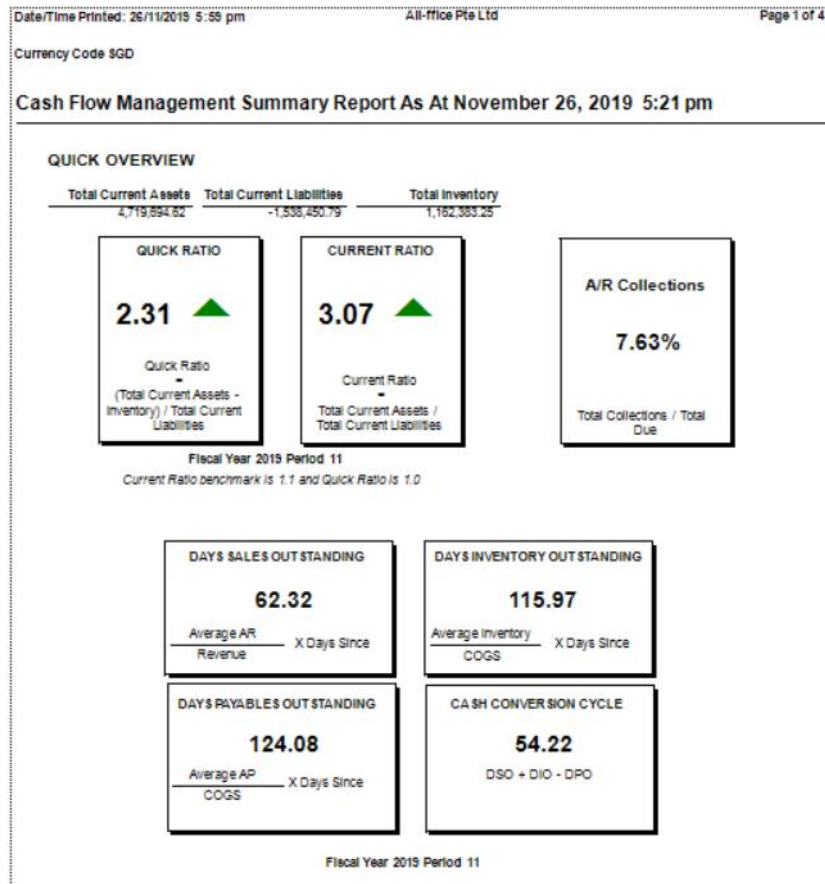 Date/Time Printed: 26/11/2019 5:59 pm All-ffice Pte Ltd Page 1 of 4
Currency Code SGD
Cash Flow Management Summary Report As At November 26, 2019 5:21 pm
QUICK OVERVIEW
Total Current Assets Total Current Liabilities Total Inventory
4,719,694.62 -1,538,450.79 1,162,383.25
QUICK RATIO
2.31
Quick Ratio
=
(Total Current Assets -
Inventory) / Total Current
Liabilities
CURRENT RATIO
3.07
Current Ratio
=
Total Current Assets /
Total Current Liabilities
A/R Collections
7.63%
Total Collections / Total
Due
Fiscal Year 2019 Period 11
Current Ratio benchmark is 1.1 and Quick Ratio is 1.0
DAYS SALES OUTSTANDING
62.32
Average AR
Revenue
X Days Since
DAYS INVENTORY OUTSTANDING
115.97
Average Inventory
COGS
X Days Since
DAYS PAYABLES OUTSTANDING
124.08
Average AP
COGS
X Days Since
CASH CONVERSION CYCLE
54.22
DSO + DIO - DPO
Fiscal Year 2019 Period 11